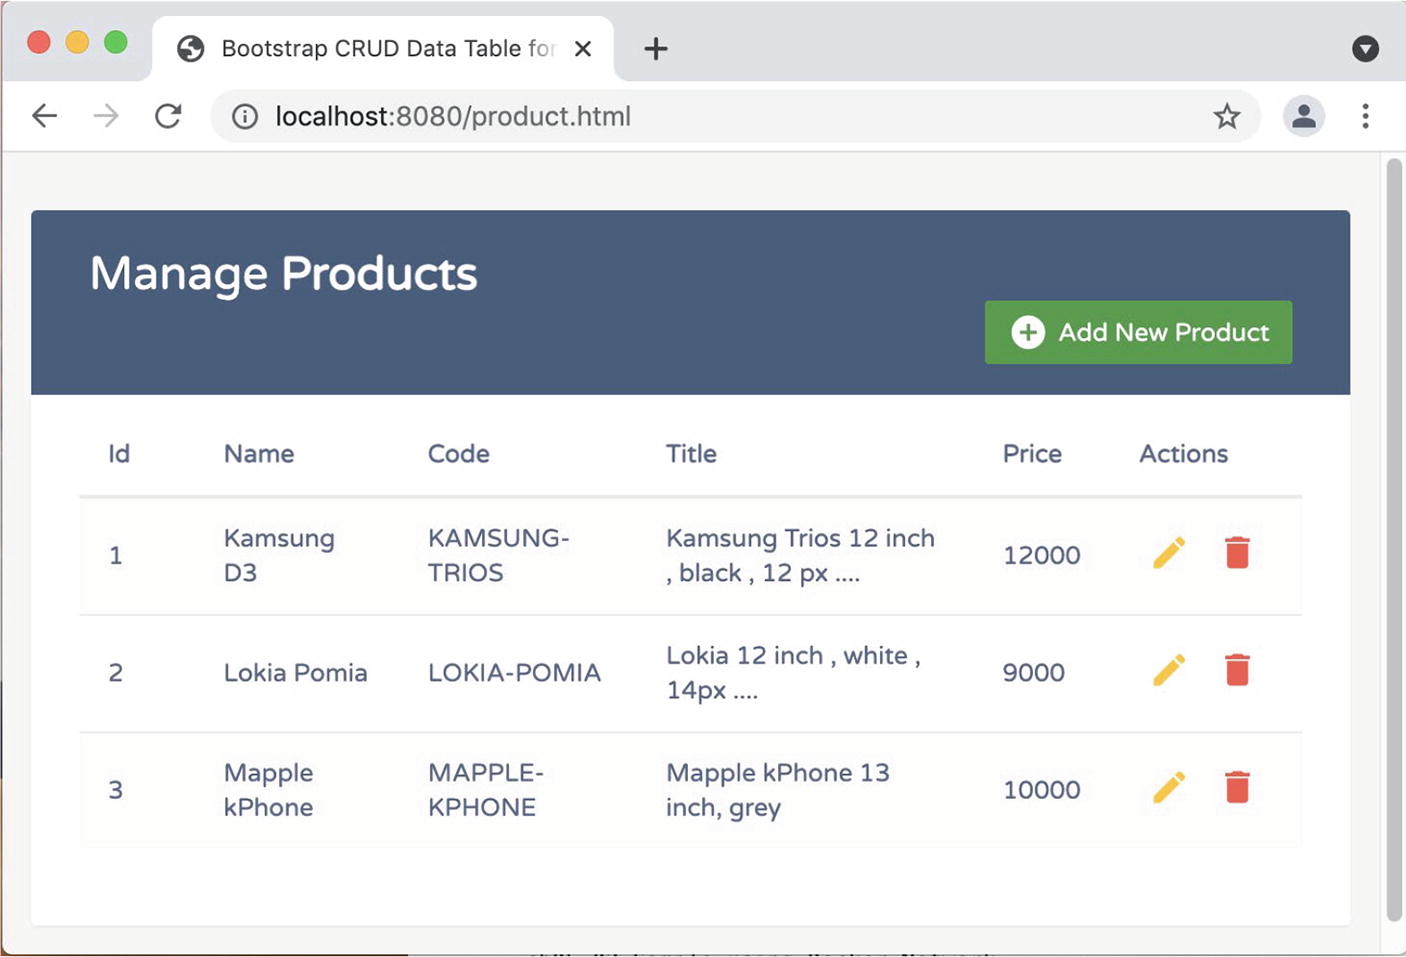 Bootstrap CRUD Data Table for
localhost:8080/product.html
Manage Products
Add New Product
Id Name Code Title Price Actions
1 Kamsung D3 KAMSUNG-TRIOS Kamsung Trios 12 inch , black , 12 px .... 12000
2 Lokia Pomia LOKIA-POMIA Lokia 12 inch , white , 14px .... 9000
3 Mapple kPhone MAPPLE-KPHONE Mapple kPhone 13 inch, grey 10000